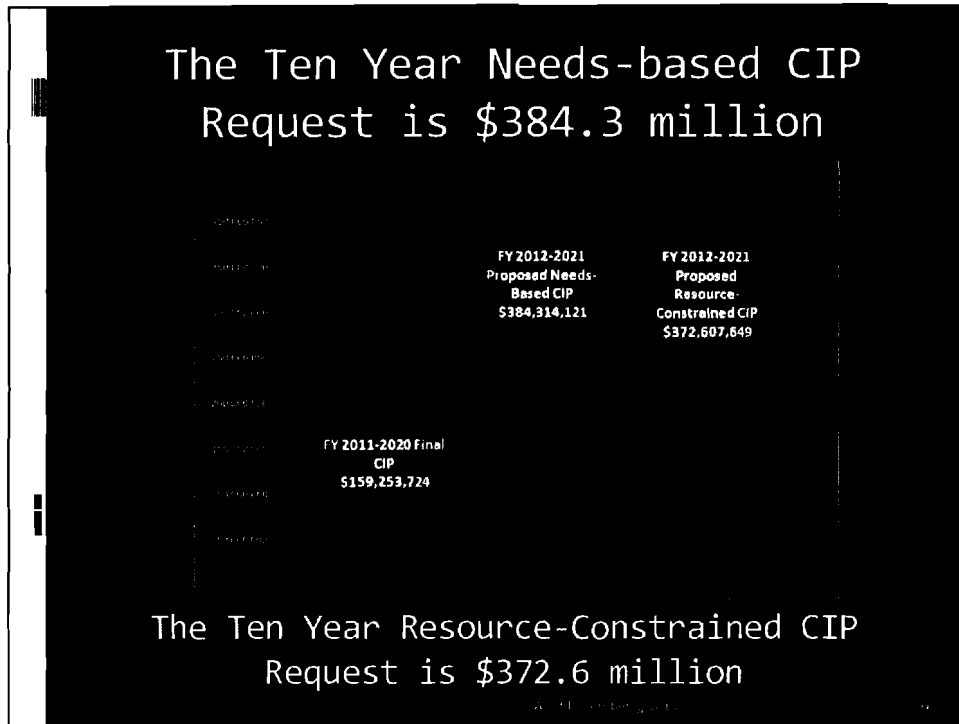 The Ten Year Needs-based CIP
Request is $384.3 million
FY 2012-2021
Proposed Needs-
Based CIP
$384,314,121
FY 2012-2021
Proposed
Resource-
Constrained CIP
$372,607,649
FY 2011-2020 Final
CIP
$159,253,724
The Ten Year Resource-Constrained CIP
Request is $372.6 million